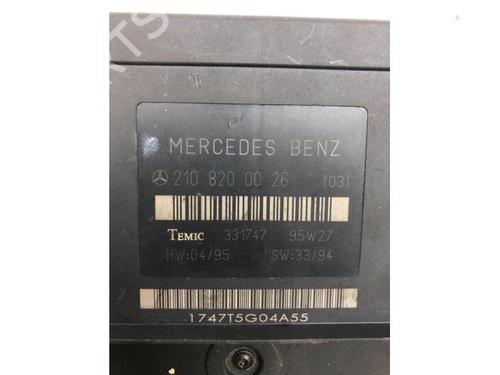 MERCEDES BENZ
210 820 00 26 [03]
TEMIC 331747 95W27
HW:04/95 SW:33/94
1747T5G04A55